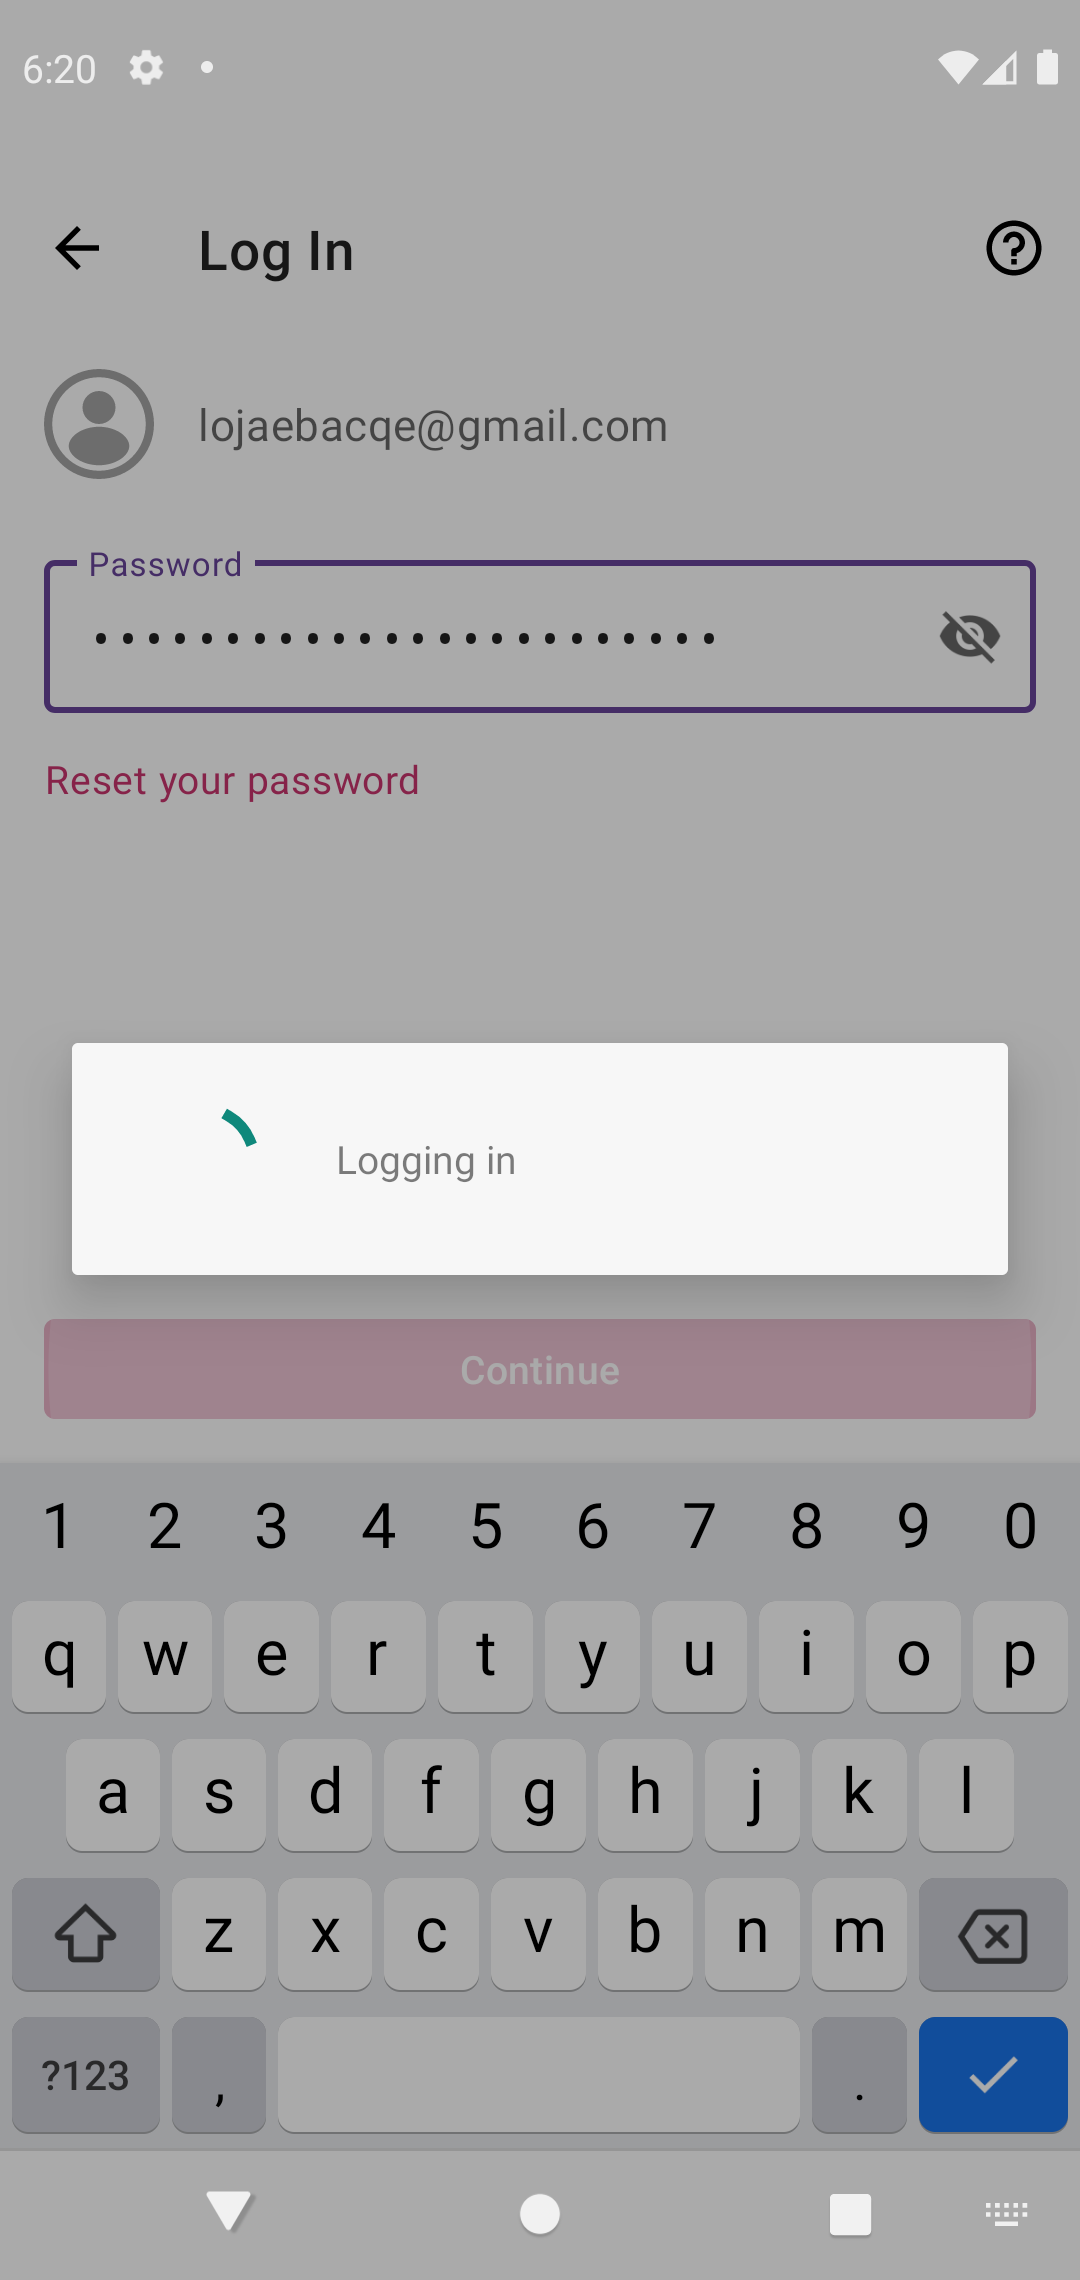 6:20
Log In
lojaebacqe@gmail.com
Password
••••••••••••••••••••••••
Reset your password
Logging in
Continue
1 2 3 4 5 6 7 8 9 0
q w e r t y u i o p
a s d f g h j k l
z x c v b n m
?123 , .